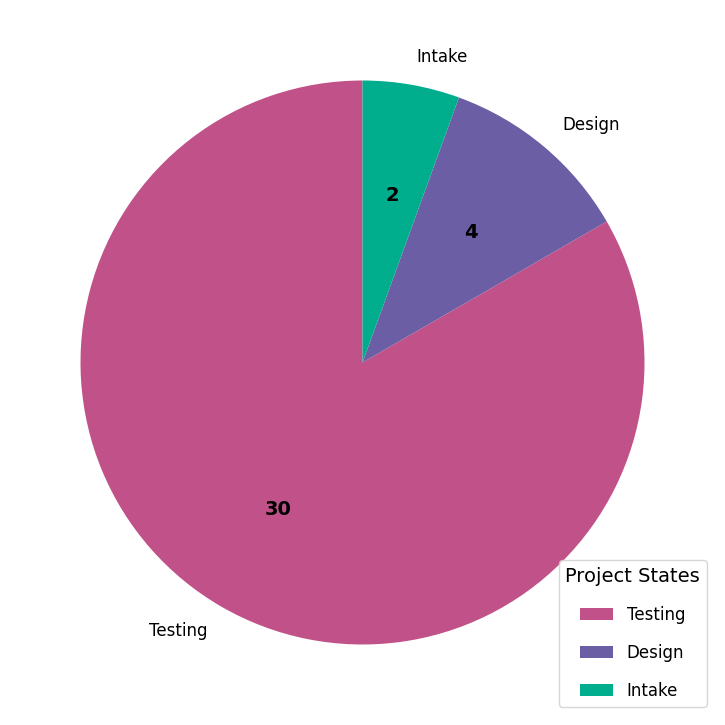 Intake
Design
2
4
30
Testing
Project States
Testing
Design
Intake